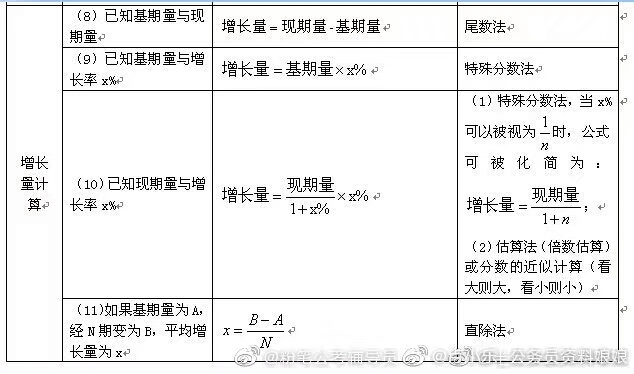 增长
量计
算
（8）已知基期量与现
期量
增长量 = 现期量 - 基期量
尾数法
（9）已知基期量与增
长率 x%
增长量 = 基期量 × x%
特殊分数法
（10）已知现期量与增
长率 x%
增长量 = 现期量/1+x% × x%
（1）特殊分数法，当 x%
可以被视为 1/n 时，公式
可被化简为：
增长量 = 现期量/1+n；
（2）估算法（倍数估算）
或分数的近似计算（看
大则大，看小则小）
（11）如果基期量为 A，
经 N 期变为 B，平均增
长量为 x
x = B-A/N
直除法